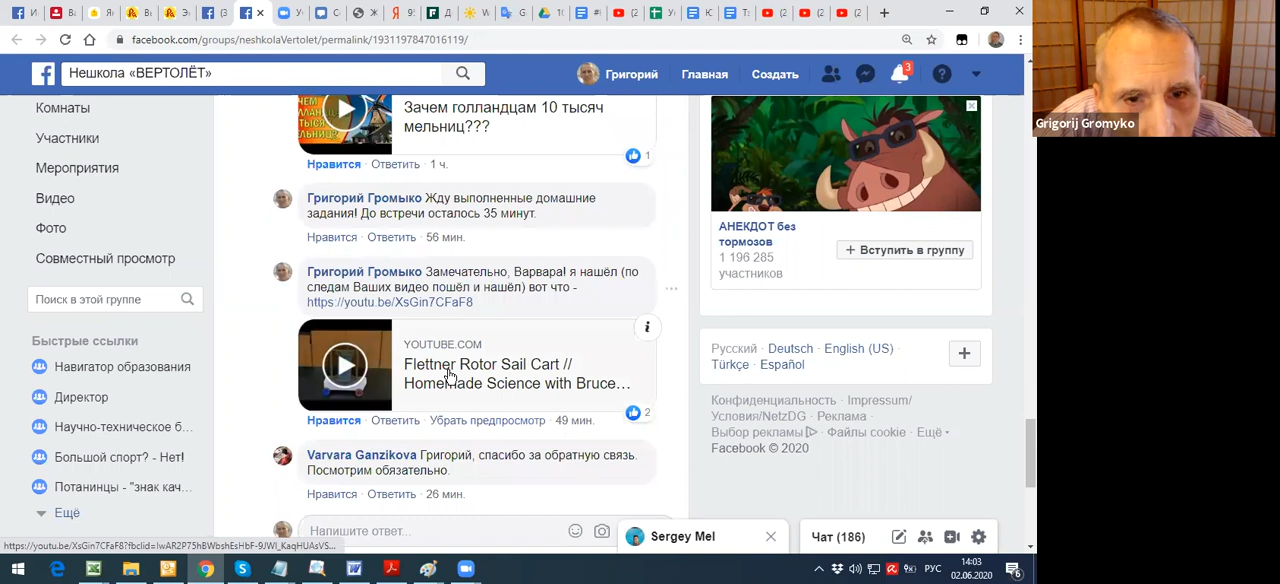 facebook.com/groups/neshkolaVertolet/permalink/1931197847016119/
Нешкола «ВЕРТОЛЁТ»
Григорий
Главная
Создать
3
Grigorij Gromyko
Комнаты
Участники
Мероприятия
Видео
Фото
Совместный просмотр
Поиск в этой группе
Быстрые ссылки
Навигатор образования
Директор
Научно-техническое б...
Большой спорт? - Нет!
Потанинцы - "знак кач...
Ещё
Зачем голландцам 10 тысяч
мельниц???
Нравится Ответить 1 ч.
1
Григорий Громыко Жду выполненные домашние
задания! До встречи осталось 35 минут.
Нравится Ответить 56 мин.
Григорий Громыко Замечательно, Варвара! я нашёл (по
следам Ваших видео пошёл и нашёл) вот что -
https://youtu.be/XsGin7CFaF8
YOUTUBE.COM
Flettner Rotor Sail Cart //
Homemade Science with Bruce...
Нравится Ответить Убрать предпросмотр 49 мин.
2
Varvara Ganzikova Григорий, спасибо за обратную связь.
Посмотрим обязательно.
Нравится Ответить 26 мин.
Напишите ответ...
АНЕКДОТ без
тормозов
1 196 285
участников
+ Вступить в группу
Русский · Deutsch · English (US) ·
Türkçe · Español
Конфиденциальность · Impressum/
Условия/NetzDG · Реклама ·
Выбор рекламы · Файлы cookie · Ещё
Facebook © 2020
Sergey Mel
Чат (186)
РУС
14:03
02.06.2020
6